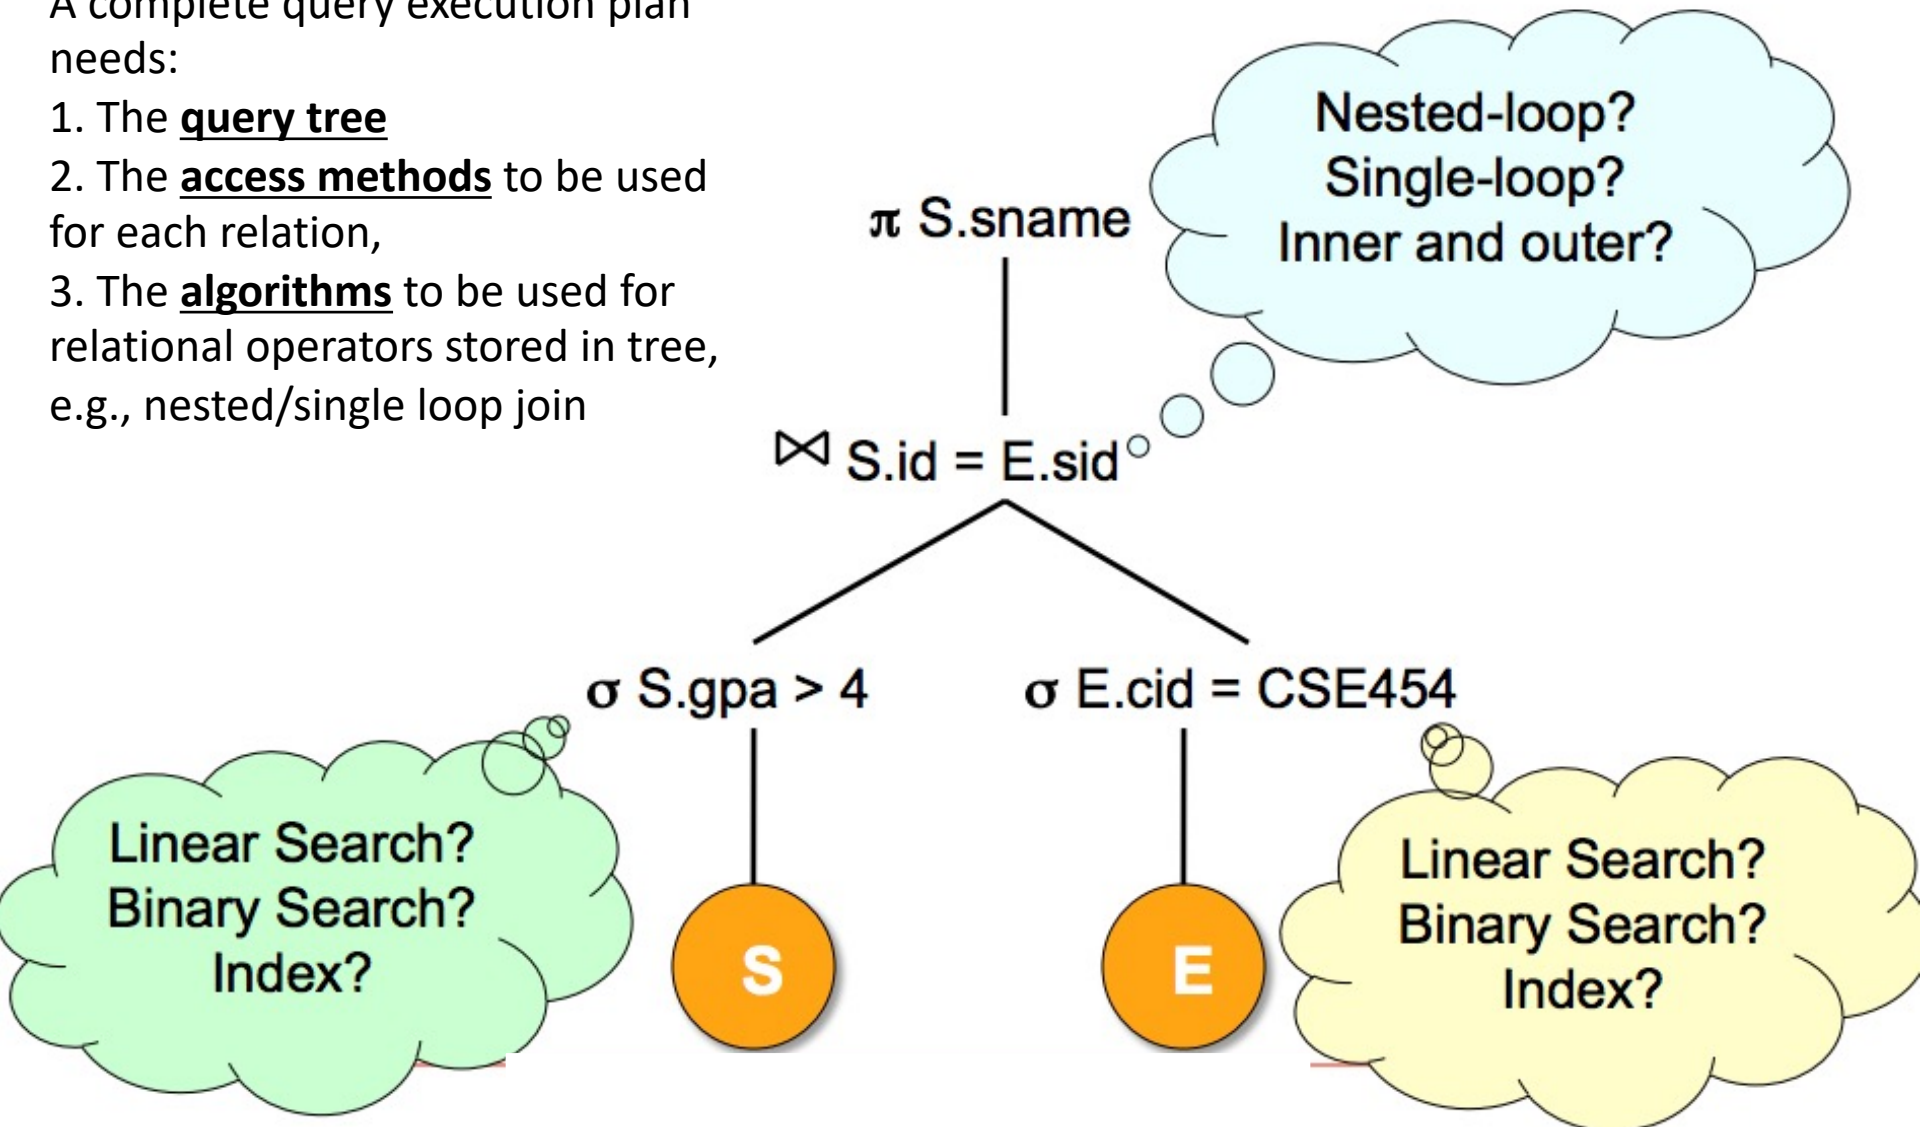 A complete query execution plan
needs:
1. The query tree
2. The access methods to be used
for each relation,
3. The algorithms to be used for
relational operators stored in tree,
e.g., nested/single loop join
Nested-loop?
Single-loop?
Inner and outer?
π S.sname
⋈ S.id = E.sid
σ S.gpa > 4
σ E.cid = CSE454
Linear Search?
Binary Search?
Index?
S
E
Linear Search?
Binary Search?
Index?